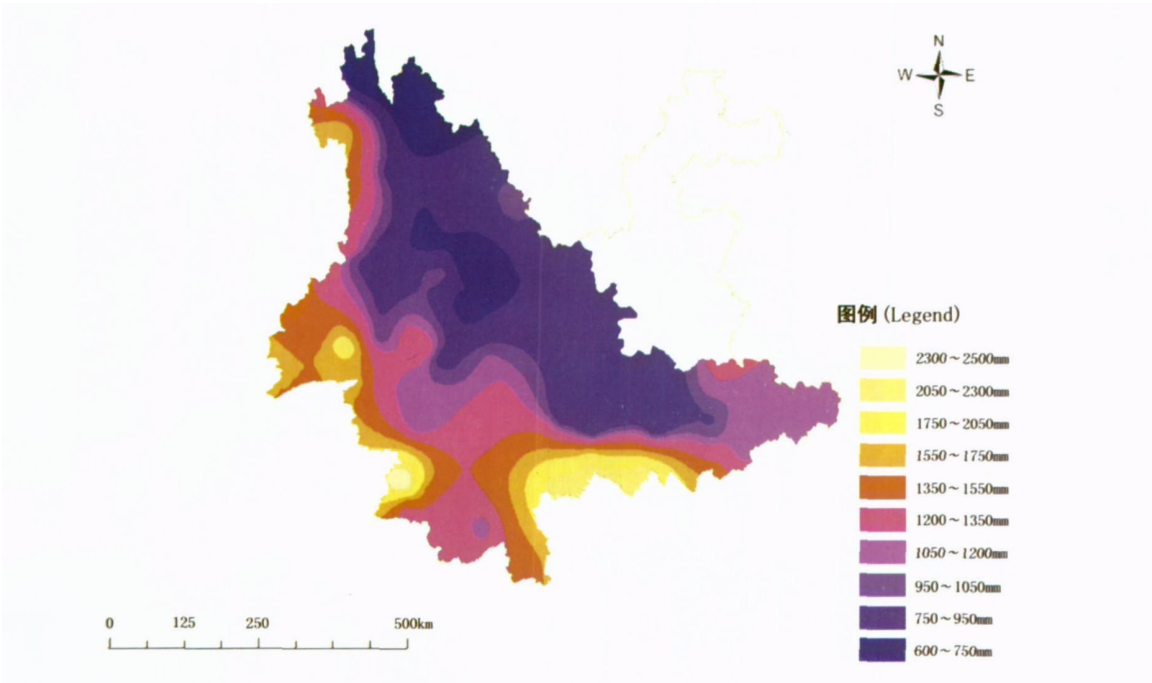 N
W E
S
图例 (Legend)
2300～2500mm
2050～2300mm
1750～2050mm
1550～1750mm
1350～1550mm
1200～1350mm
1050～1200mm
950～1050mm
750～950mm
600～750mm
0 125 250 500km